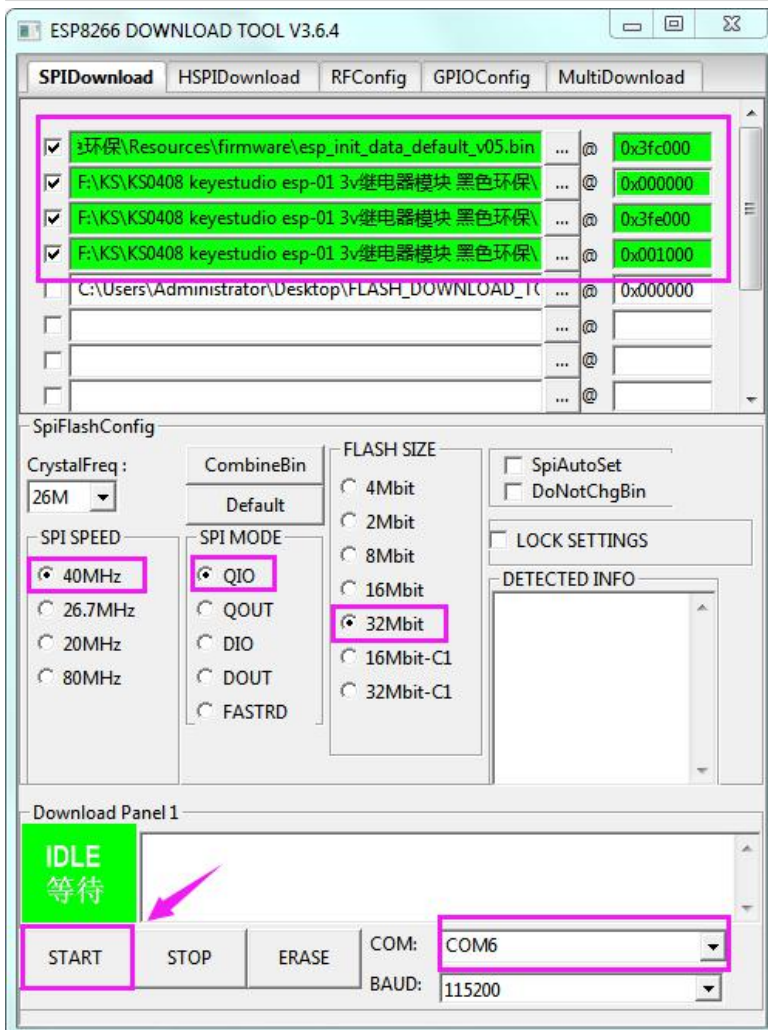 ESP8266 DOWNLOAD TOOL V3.6.4
SPIDownload HSPIDownload RFConfig GPIOConfig MultiDownload
环保\Resources\firmware\esp_init_data_default_v05.bin ... @ 0x3fc000
F:\KS\KS0408 keyestudio esp-01 3v继电器模块 黑色环保\ ... @ 0x000000
F:\KS\KS0408 keyestudio esp-01 3v继电器模块 黑色环保\ ... @ 0x3fe000
F:\KS\KS0408 keyestudio esp-01 3v继电器模块 黑色环保\ ... @ 0x001000
C:\Users\Administrator\Desktop\FLASH_DOWNLOAD_TO ... @ 0x000000
... @
... @
... @
SpiFlashConfig
CrystalFreq :
26M
CombineBin
Default
SPI SPEED
40MHz
26.7MHz
20MHz
80MHz
SPI MODE
QIO
QOUT
DIO
DOUT
FASTRD
FLASH SIZE
4Mbit
2Mbit
8Mbit
16Mbit
32Mbit
16Mbit-C1
32Mbit-C1
SpiAutoSet
DoNotChgBin
LOCK SETTINGS
DETECTED INFO
Download Panel 1
IDLE
等待
START STOP ERASE
COM: COM6
BAUD: 115200